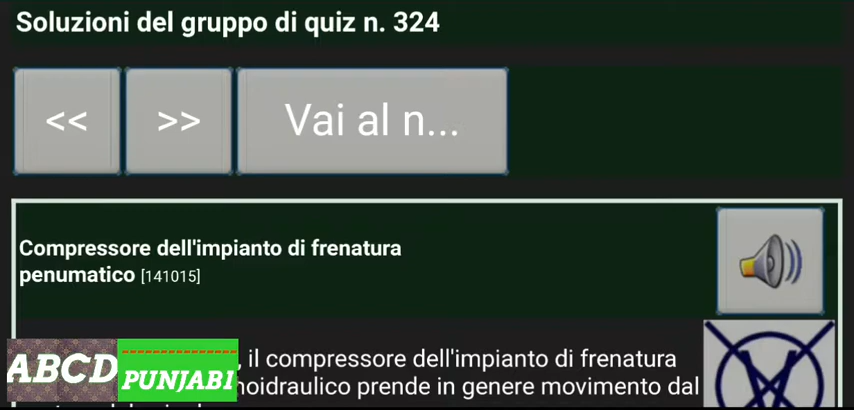 Soluzioni del gruppo di quiz n. 324
<< >> Vai al n...
Compressore dell'impianto di frenatura
penumatico [141015]
, il compressore dell'impianto di frenatura
ABCD PUNJABI noidraulico prende in genere movimento dal